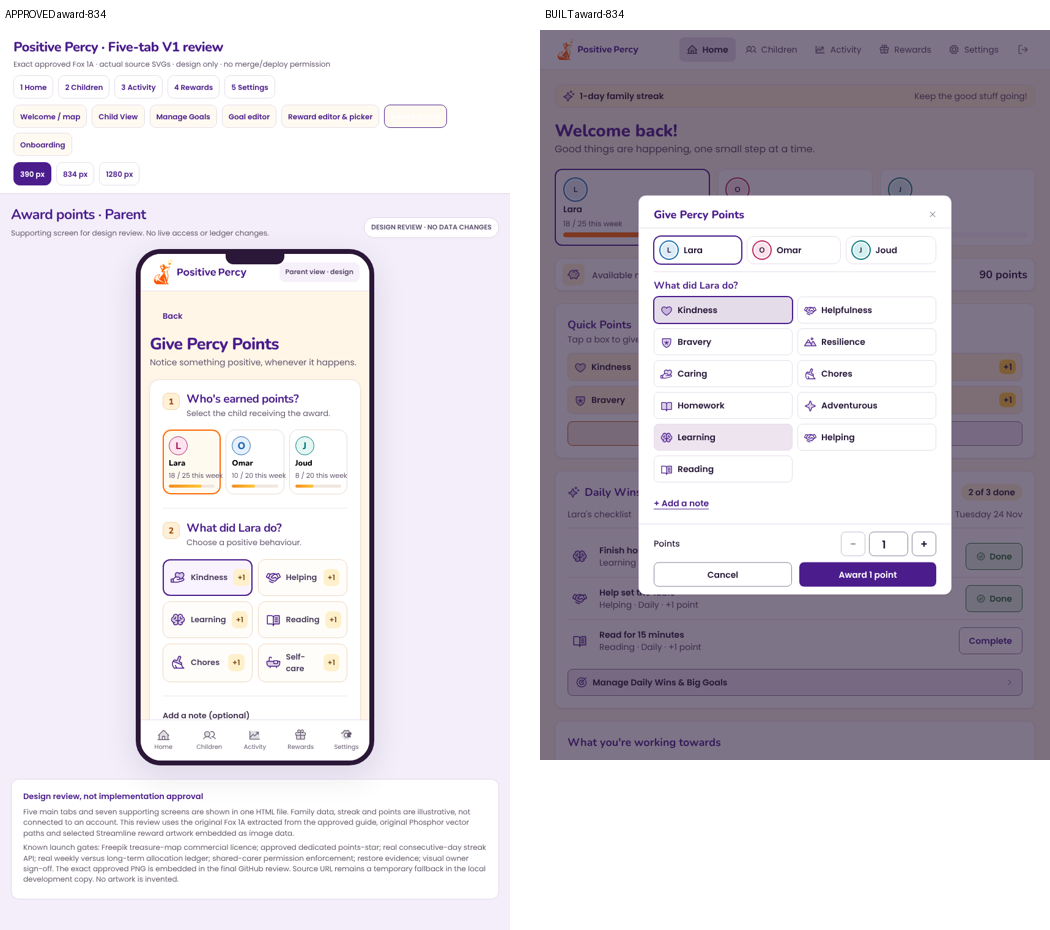 APPROVED award-834
Positive Percy · Five-tab V1 review
Exact approved Fox 1A · actual source SVGs · design only · no merge/deploy permission
1 Home
2 Children
3 Activity
4 Rewards
5 Settings
Welcome / map
Child View
Manage Goals
Goal editor
Reward editor & picker
Onboarding
390 px
834 px
1280 px
Award points · Parent
Supporting screen for design review. No live access or ledger changes.
DESIGN REVIEW · NO DATA CHANGES
Positive Percy
Parent view · design
Back
Give Percy Points
Notice something positive, whenever it happens.
1
Who's earned points?
Select the child receiving the award.
L
O
J
Lara
Omar
Joud
18 / 25 this week
10 / 20 this week
8 / 20 this week
2
What did Lara do?
Choose a positive behaviour.
Kindness +1
Helping +1
Learning +1
Reading +1
Chores +1
Self-
care +1
Add a note (optional)
Home
Children
Activity
Rewards
Settings
Design review, not implementation approval
Five main tabs and seven supporting screens are shown in one HTML file. Family data, streak and points are illustrative, not
connected to an account. This review uses the original Fox 1A extracted from the approved guide, original Phosphor vector
paths and selected Streamline reward artwork embedded as image data.
Known launch gates: Freepik treasure-map commercial licence; approved dedicated points-star; real consecutive-day streak
API; real weekly versus long-term allocation ledger; shared-carer permission enforcement; restore evidence; visual owner
sign-off. The exact approved PNG is embedded in the final GitHub review. Source URL remains a temporary fallback in the local
development copy. No artwork is invented.
BUILT award-834
Positive Percy
Home
Children
Activity
Rewards
Settings
1-day family streak
Keep the good stuff going!
Welcome back!
Good things are happening, one small step at a time.
L
O
J
Lara
Available
90 points
Quick Points
Tap a box to give
Kindness
+1
Bravery
+1
Daily Wins
2 of 3 done
Lara's checklist
Tuesday 24 Nov
Finish
Learning
Done
Help set the table
Helping · Daily · +1 point
Done
Read for 15 minutes
Reading · Daily · +1 point
Complete
Manage Daily Wins & Big Goals
What you're working towards
Give Percy Points
×
L Lara
O Omar
J Joud
What did Lara do?
Kindness
Helpfulness
Bravery
Resilience
Caring
Chores
Homework
Adventurous
Learning
Helping
Reading
+ Add a note
Points
−
1
+
Cancel
Award 1 point